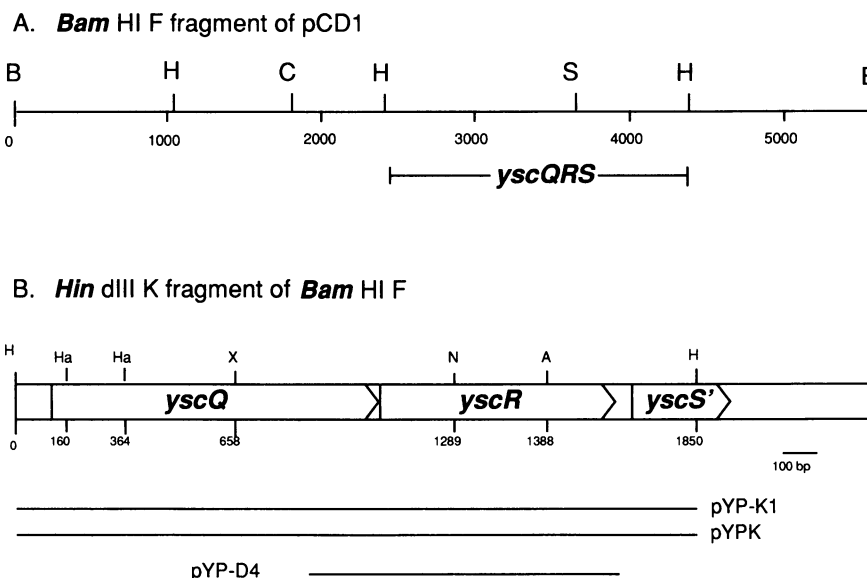 A. Bam HI F fragment of pCD1
B H C H S H
0 1000 2000 3000 4000 5000
yscQRS
B. Hin dIII K fragment of Bam HI F
H Ha Ha X N A H
yscQ yscR yscS’
0 160 364 658 1289 1388 1850
100 bp
pYP-K1
pYPK
pYP-D4